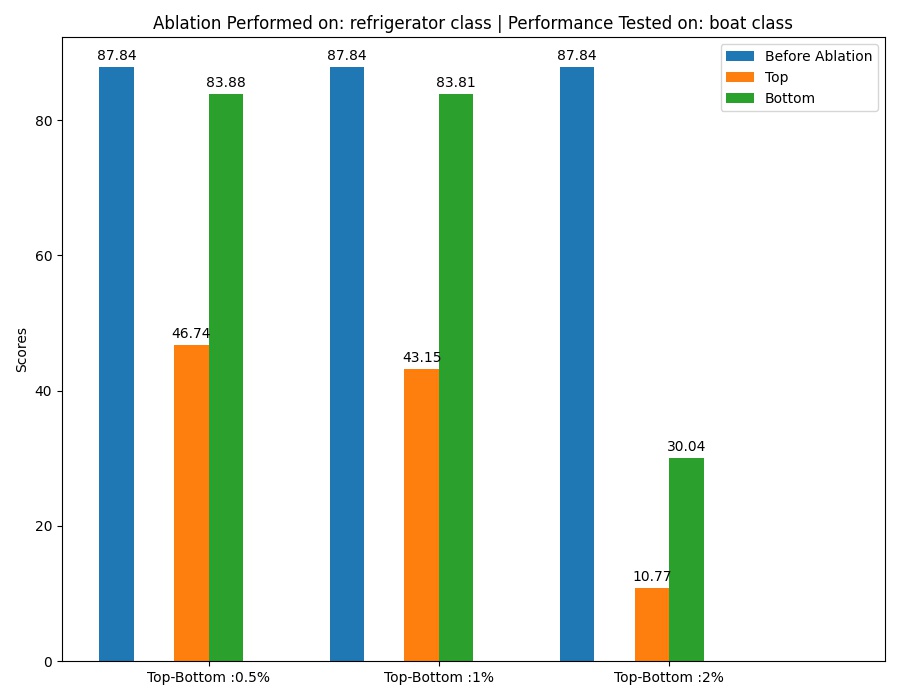 Ablation Performed on: refrigerator class | Performance Tested on: boat class
Before Ablation
Top
Bottom
87.84
46.74
83.88
87.84
43.15
83.81
87.84
10.77
30.04
Scores
80
60
40
20
0
Top-Bottom :0.5%
Top-Bottom :1%
Top-Bottom :2%